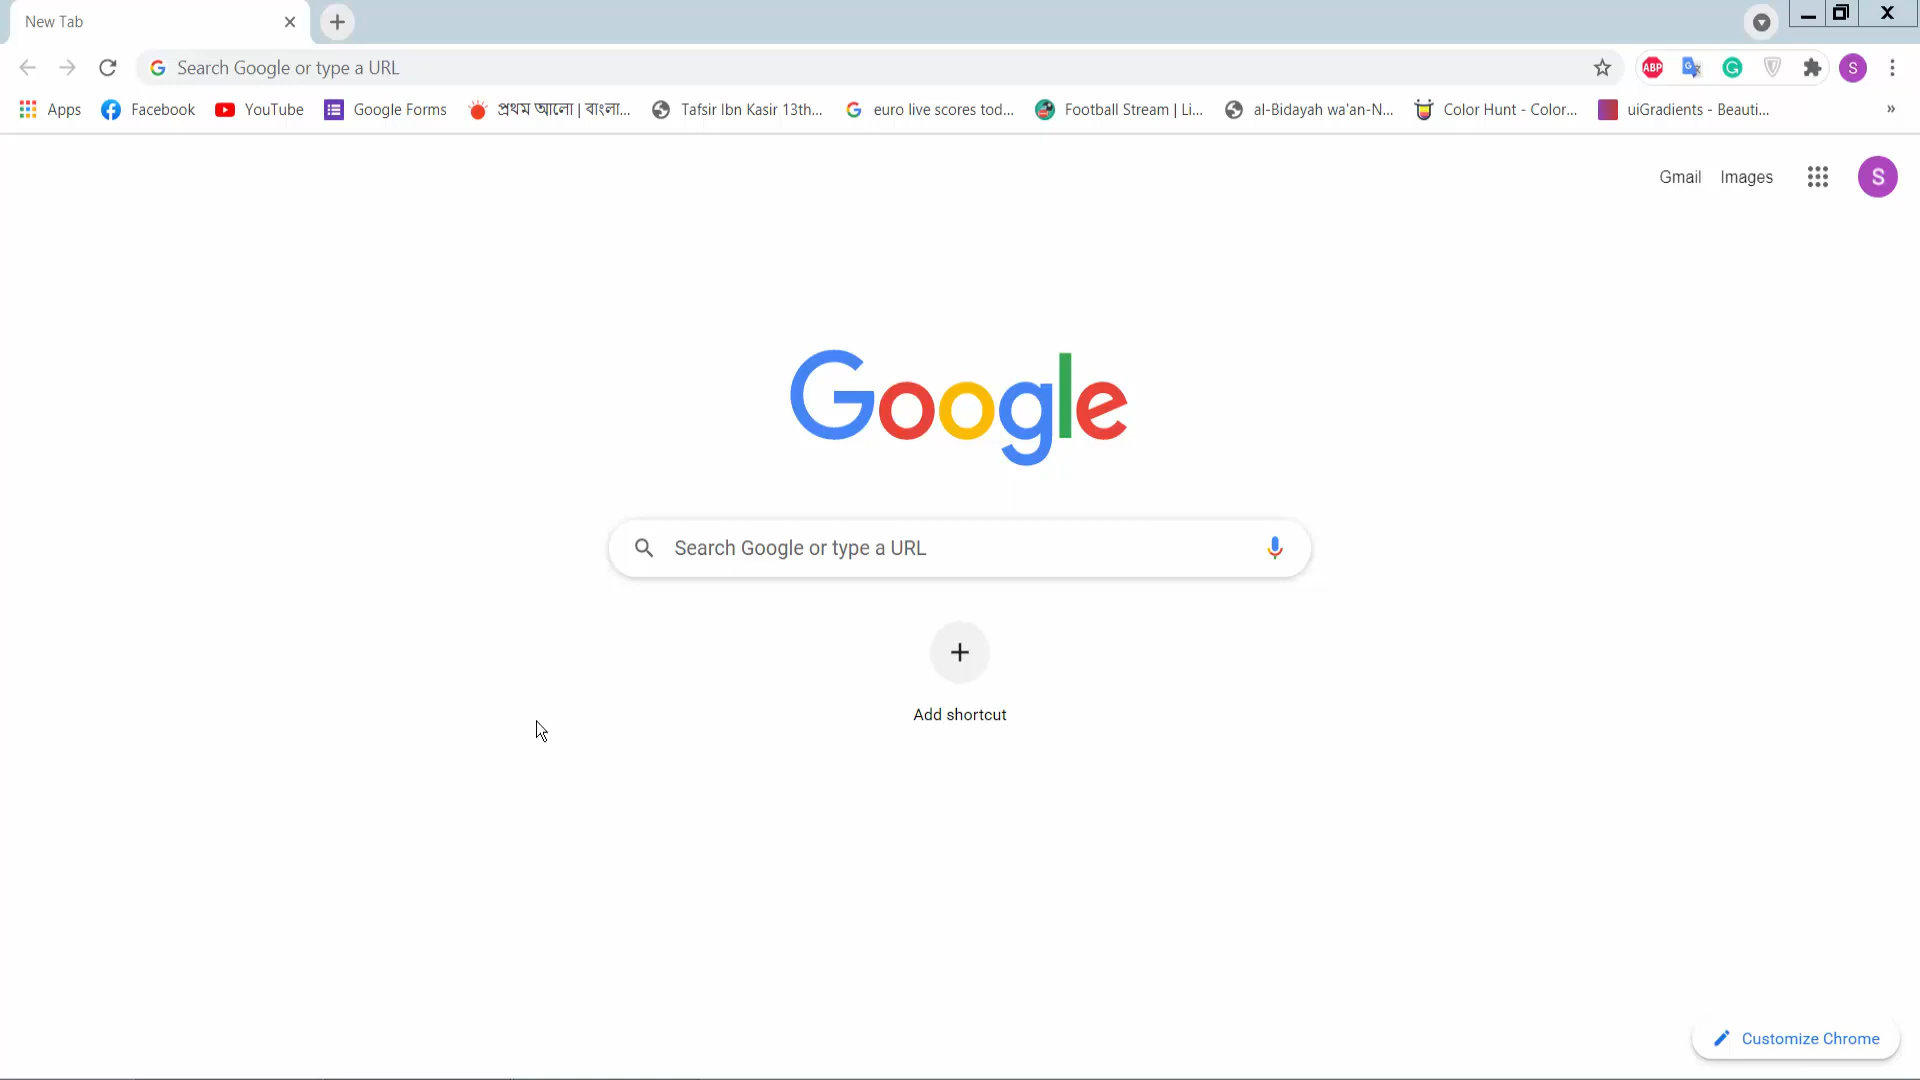 New Tab
Search Google or type a URL
ABP
S
Apps
Facebook
YouTube
Google Forms
প্রথম আলো | বাংলা...
Tafsir Ibn Kasir 13th...
euro live scores tod...
Football Stream | Li...
al-Bidayah wa'an-N...
Color Hunt - Color...
uiGradients - Beauti...
»
Gmail
Images
S
Google
Search Google or type a URL
Add shortcut
Customize Chrome